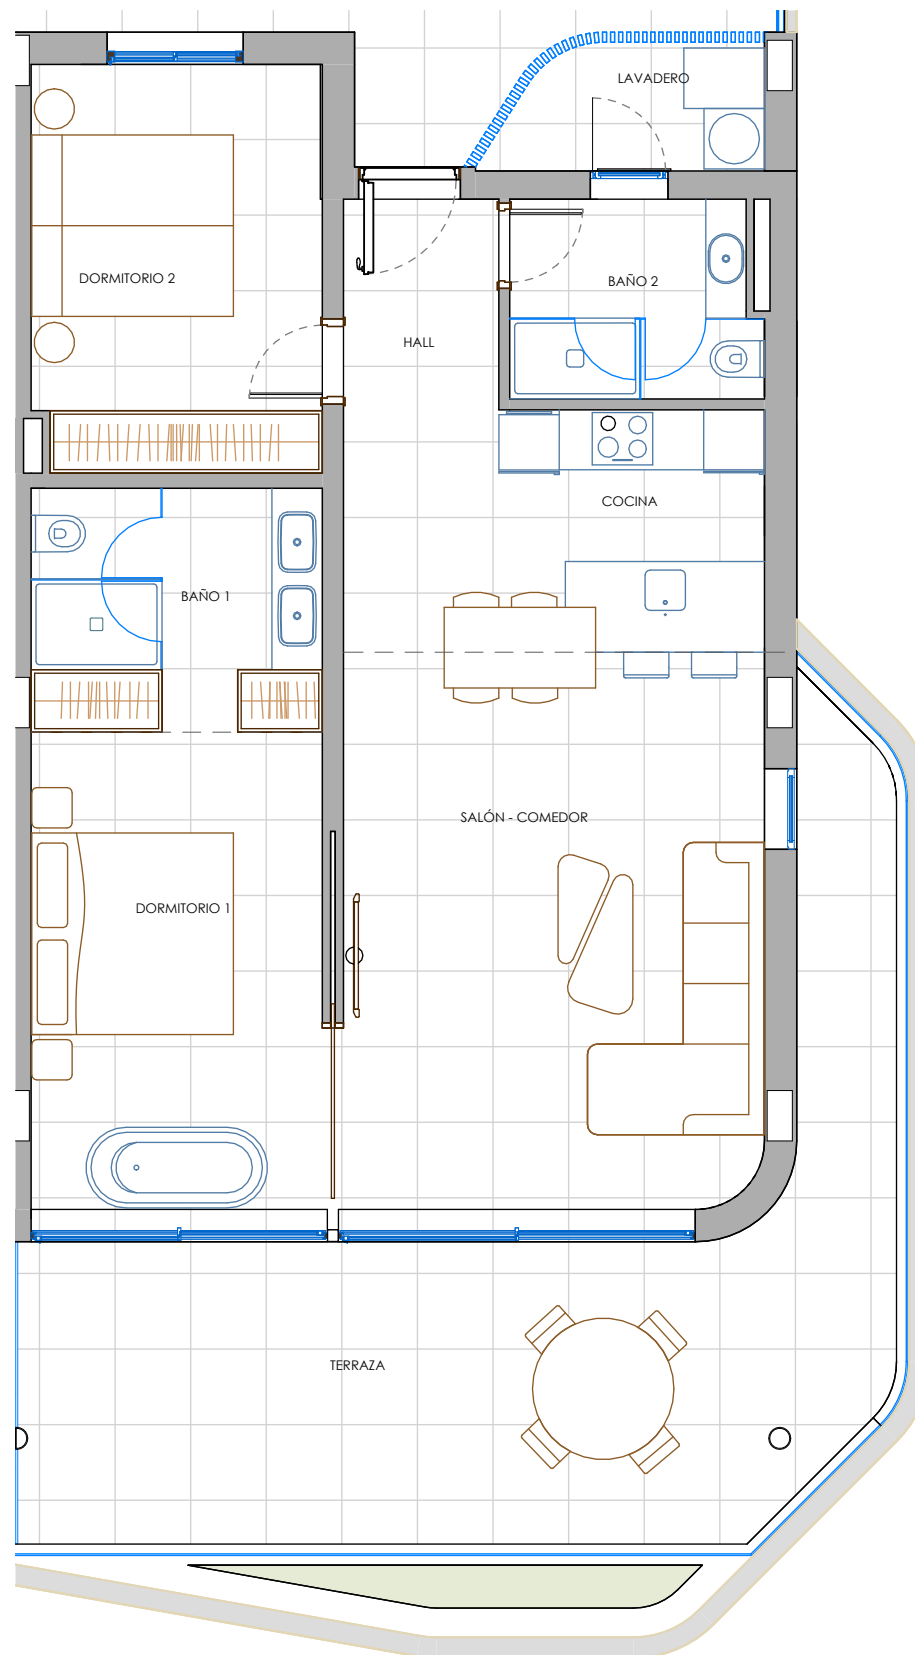 LAVADERO
DORMITORIO 2
BAÑO 2
HALL
COCINA
BAÑO 1
SALÓN - COMEDOR
DORMITORIO 1
TERRAZA